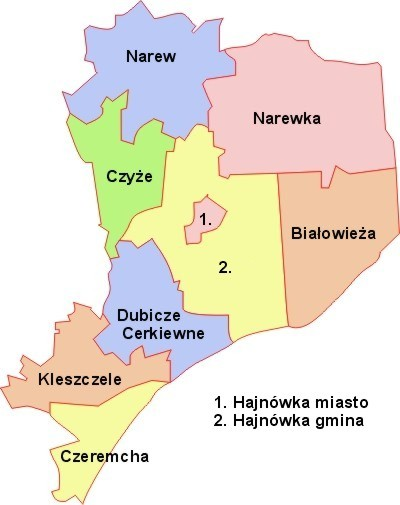 Narew
Narewka
Czyże
1.
Białowieża
2.
Dubicze
Cerkiewne
Kleszczele
1. Hajnówka miasto
2. Hajnówka gmina
Czeremcha